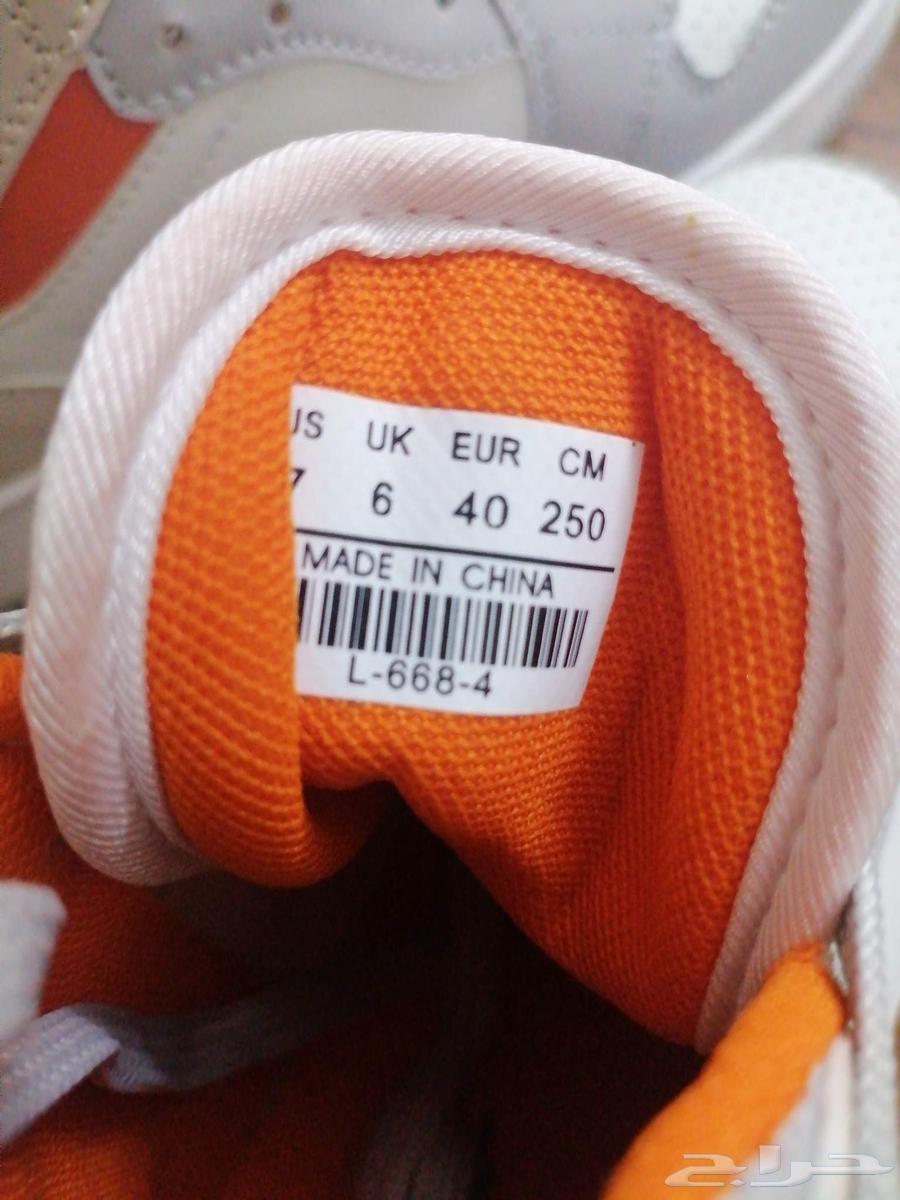 US UK EUR CM
7 6 40 250
MADE IN CHINA
L-668-4
حراج